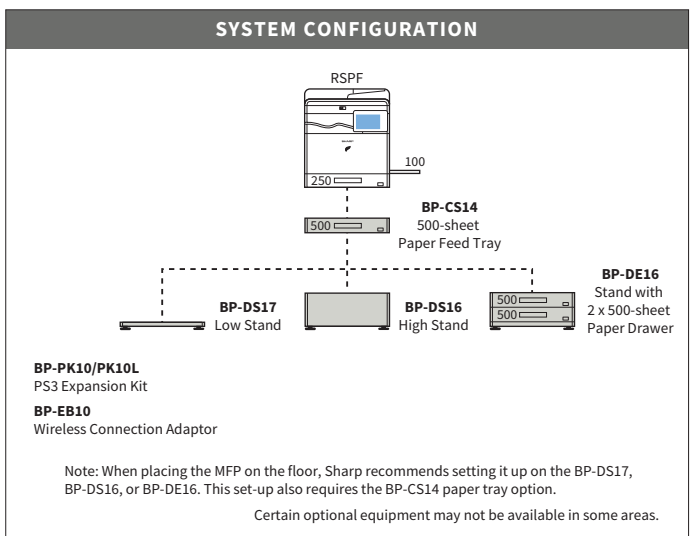 SYSTEM CONFIGURATION
RSPF
SHARP
100
250
500
BP-CS14
500-sheet
Paper Feed Tray
BP-DS17
Low Stand
BP-DS16
High Stand
500
500
BP-DE16
Stand with
2 x 500-sheet
Paper Drawer
BP-PK10/PK10L
PS3 Expansion Kit
BP-EB10
Wireless Connection Adaptor
Note: When placing the MFP on the floor, Sharp recommends setting it up on the BP-DS17,
BP-DS16, or BP-DE16. This set-up also requires the BP-CS14 paper tray option.
Certain optional equipment may not be available in some areas.